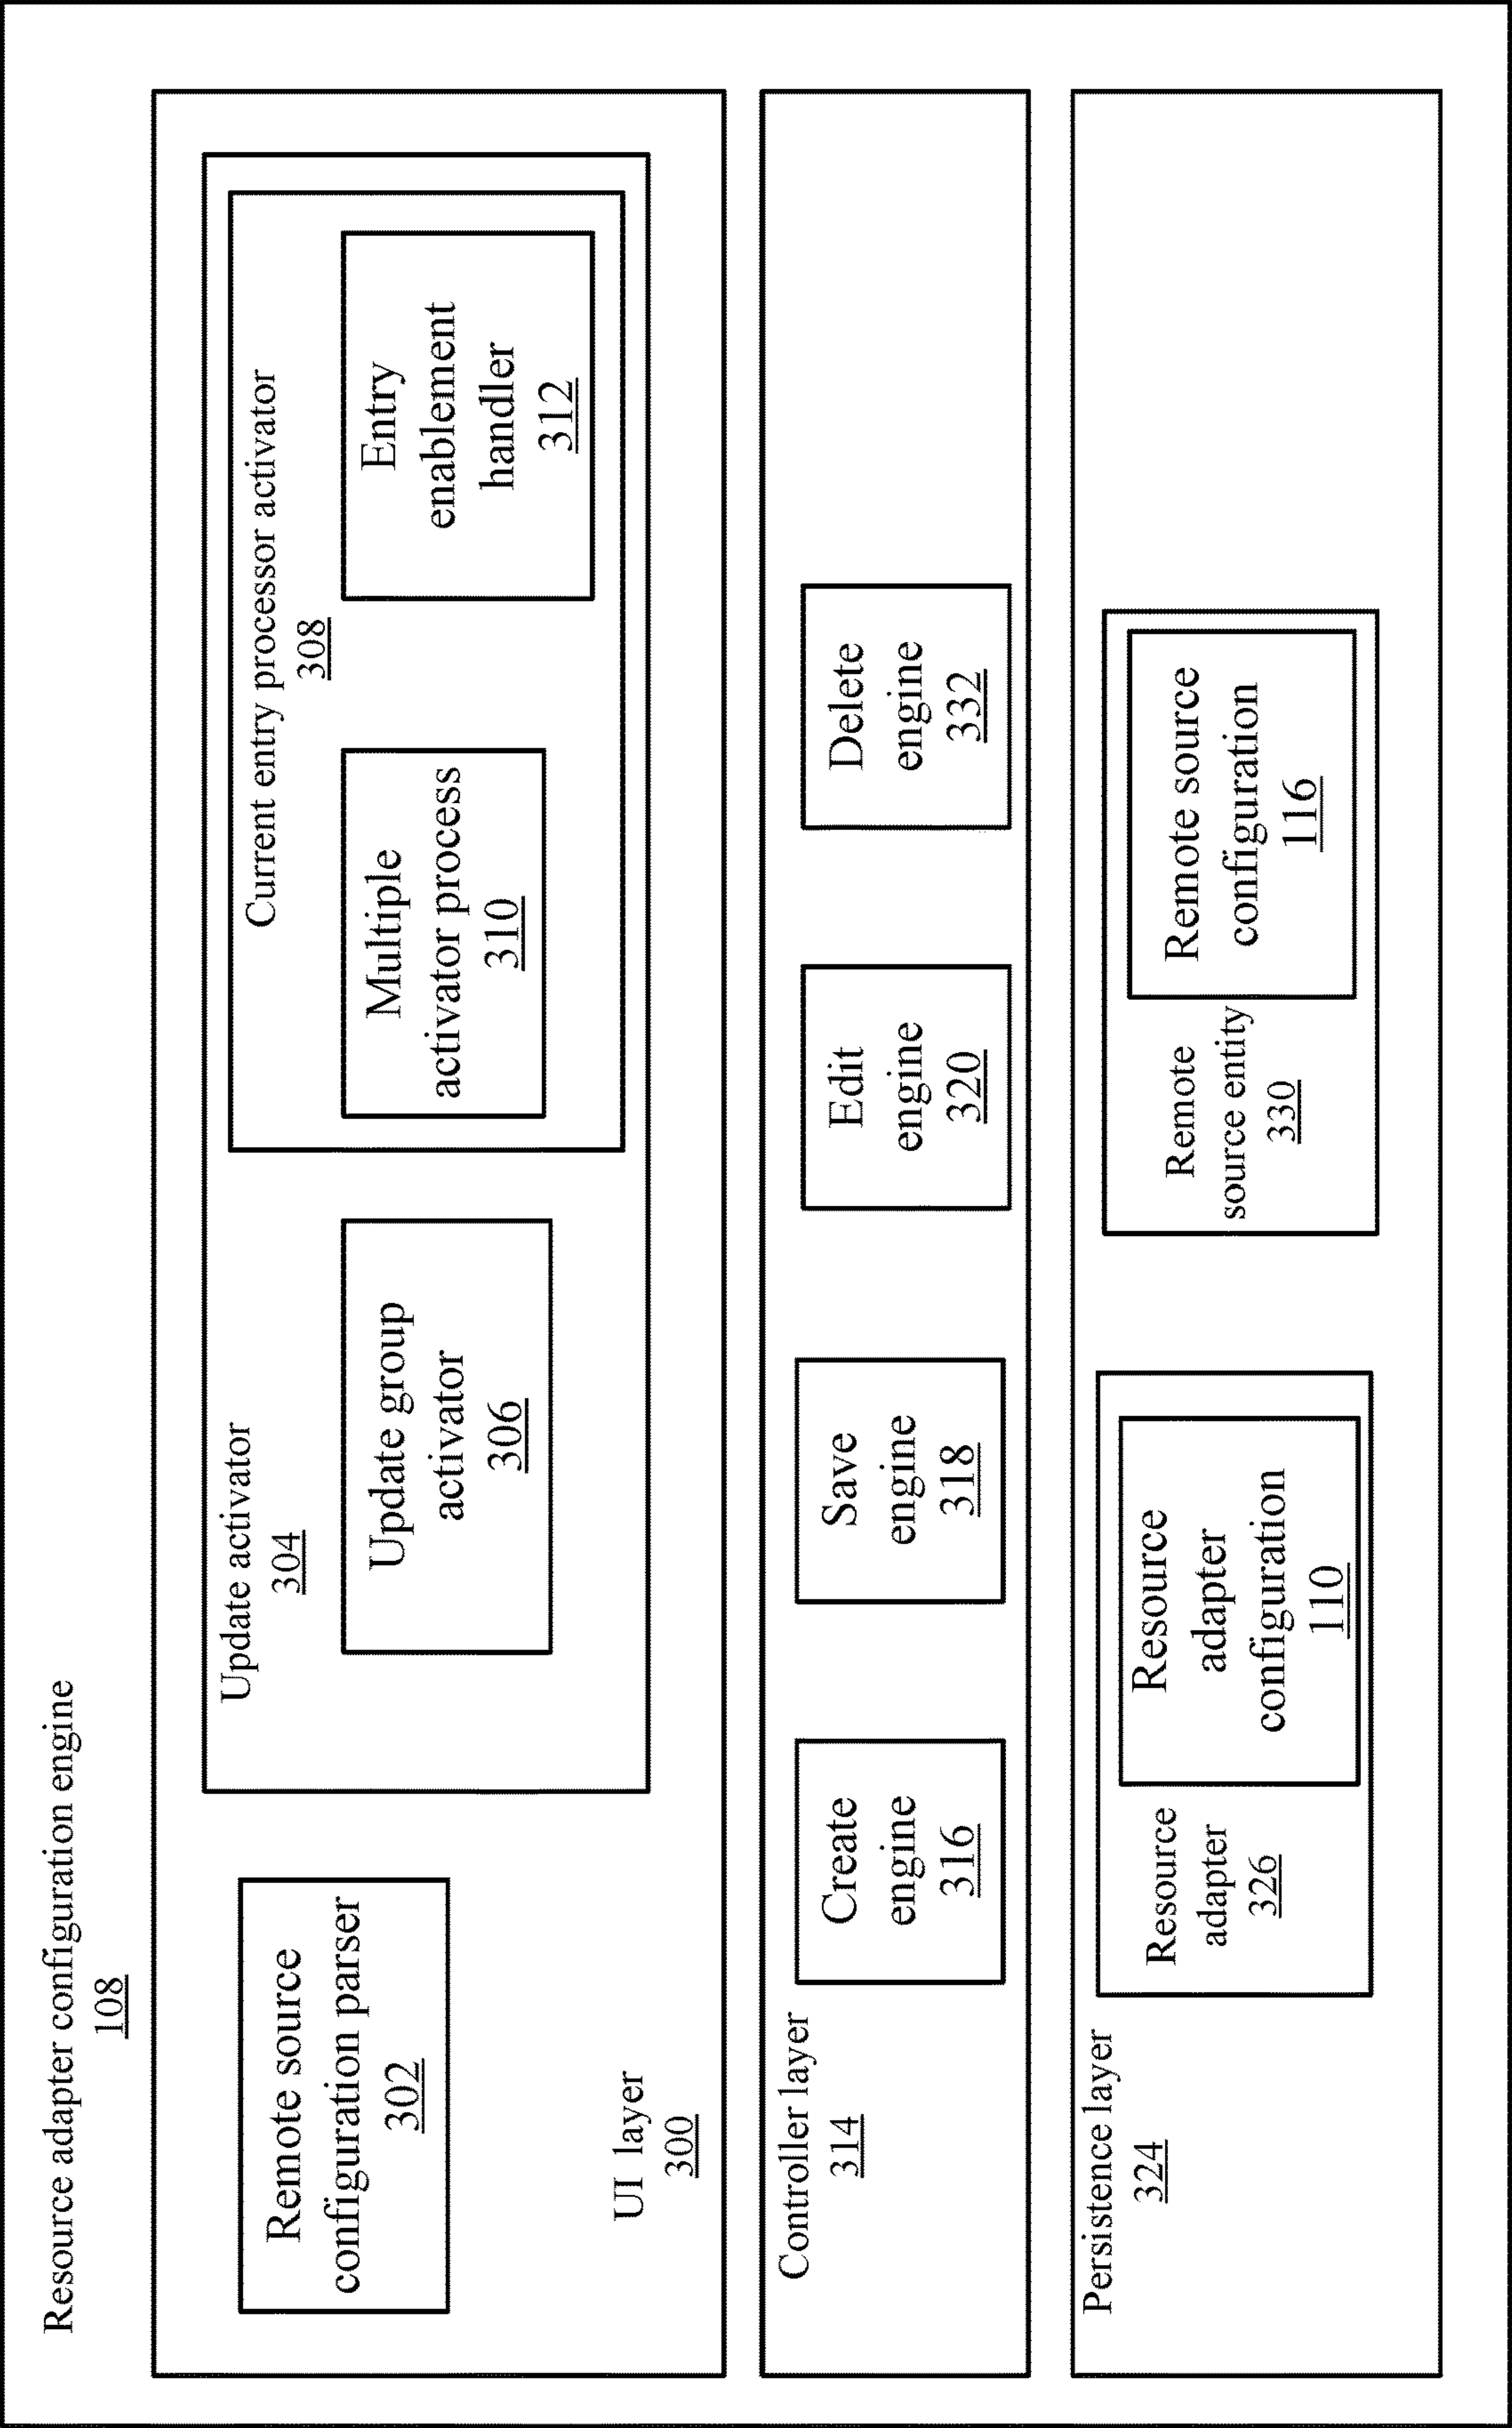 Resource adapter configuration engine
108
Remote source
configuration parser
302
Update activator
304
Update group
activator
306
Current entry processor activator
308
Multiple
activator process
310
Entry
enablement
handler
312
UI layer
300
Controller layer
314
Create
engine
316
Save
engine
318
Edit
engine
320
Delete
engine
332
Persistence layer
324
Resource
adapter
326
Resource
adapter
configuration
110
Remote
source entity
330
Remote source
configuration
116